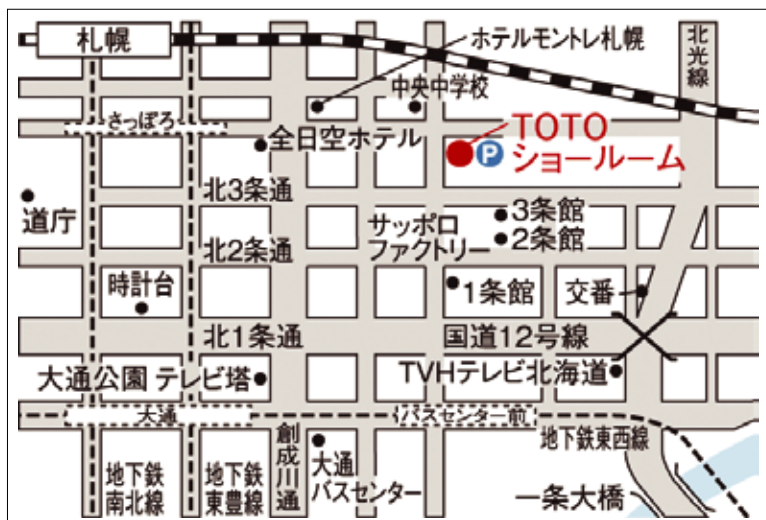 札幌
ホテルモントレ札幌
北光線
中央中学校
さっぽろ
全日空ホテル
TOTO
P
ショールーム
北3条通
道庁
3条館
サッポロ
2条館
ファクトリー
北2条通
時計台
1条館
交番
北1条通
国道12号線
大通公園 テレビ塔
TVHテレビ北海道
大通
バスセンター前
地下鉄東西線
地下鉄
南北線
地下鉄
東豊線
創成川通
大通
バスセンター
一条大橋